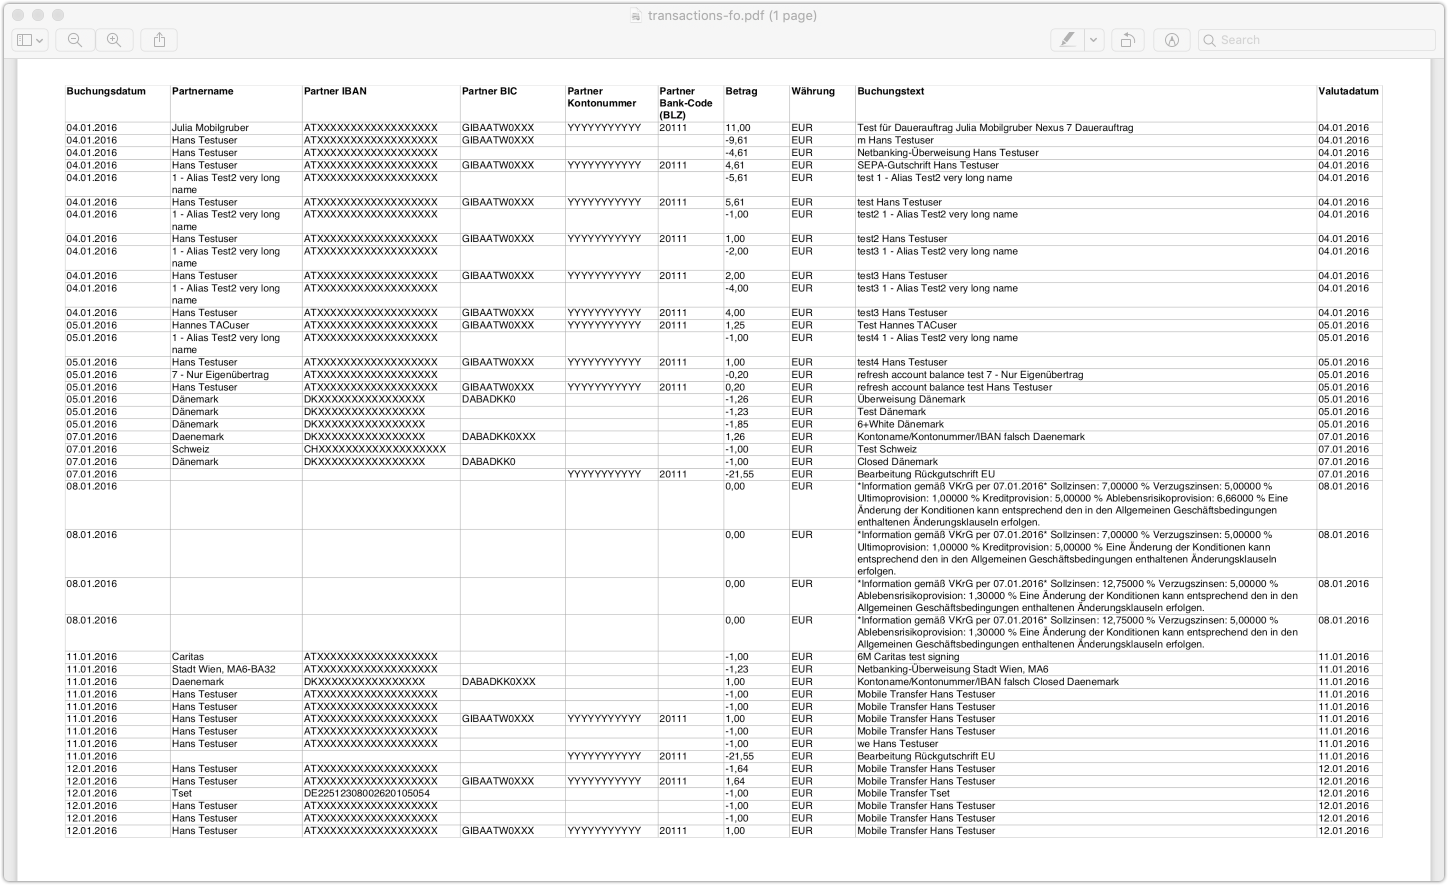 transactions-fo.pdf (1 page)
Search
Buchungsdatum Partnername Partner IBAN Partner BIC Partner Kontonummer Partner Bank-Code (BLZ) Betrag Währung Buchungstext Valutadatum
04.01.2016 Julia Mobilgruber ATXXXXXXXXXXXXXXXXXX GIBAATW0XXX YYYYYYYYYYY 20111 11,00 EUR Test für Dauerauftrag Julia Mobilgruber Nexus 7 Dauerauftrag 04.01.2016
04.01.2016 Hans Testuser ATXXXXXXXXXXXXXXXXXX GIBAATW0XXX -9,61 EUR m Hans Testuser 04.01.2016
04.01.2016 Hans Testuser ATXXXXXXXXXXXXXXXXXX -4,61 EUR Netbanking-Überweisung Hans Testuser 04.01.2016
04.01.2016 Hans Testuser ATXXXXXXXXXXXXXXXXXX GIBAATW0XXX YYYYYYYYYYY 20111 4,61 EUR SEPA-Gutschrift Hans Testuser 04.01.2016
04.01.2016 1 - Alias Test2 very long ATXXXXXXXXXXXXXXXXXX -5,61 EUR test 1 - Alias Test2 very long name 04.01.2016
name
04.01.2016 Hans Testuser ATXXXXXXXXXXXXXXXXXX GIBAATW0XXX YYYYYYYYYYY 20111 5,61 EUR test Hans Testuser 04.01.2016
04.01.2016 1 - Alias Test2 very long ATXXXXXXXXXXXXXXXXXX -1,00 EUR test2 1 - Alias Test2 very long name 04.01.2016
name
04.01.2016 Hans Testuser ATXXXXXXXXXXXXXXXXXX GIBAATW0XXX YYYYYYYYYYY 20111 1,00 EUR test2 Hans Testuser 04.01.2016
04.01.2016 1 - Alias Test2 very long ATXXXXXXXXXXXXXXXXXX -2,00 EUR test3 1 - Alias Test2 very long name 04.01.2016
name
04.01.2016 Hans Testuser ATXXXXXXXXXXXXXXXXXX GIBAATW0XXX YYYYYYYYYYY 20111 2,00 EUR test3 Hans Testuser 04.01.2016
04.01.2016 1 - Alias Test2 very long ATXXXXXXXXXXXXXXXXXX -4,00 EUR test3 1 - Alias Test2 very long name 04.01.2016
name
04.01.2016 Hans Testuser ATXXXXXXXXXXXXXXXXXX GIBAATW0XXX YYYYYYYYYYY 20111 4,00 EUR test3 Hans Testuser 04.01.2016
05.01.2016 Hannes TACuser ATXXXXXXXXXXXXXXXXXX GIBAATW0XXX YYYYYYYYYYY 20111 1,25 EUR Test Hannes TACuser 05.01.2016
05.01.2016 1 - Alias Test2 very long ATXXXXXXXXXXXXXXXXXX -1,00 EUR test4 1 - Alias Test2 very long name 05.01.2016
name
05.01.2016 Hans Testuser ATXXXXXXXXXXXXXXXXXX GIBAATW0XXX YYYYYYYYYYY 20111 1,00 EUR test4 Hans Testuser 05.01.2016
05.01.2016 7 - Nur Eigenübertrag ATXXXXXXXXXXXXXXXXXX -0,20 EUR refresh account balance test 7 - Nur Eigenübertrag 05.01.2016
05.01.2016 Hans Testuser ATXXXXXXXXXXXXXXXXXX GIBAATW0XXX YYYYYYYYYYY 20111 0,20 EUR refresh account balance test Hans Testuser 05.01.2016
05.01.2016 Dänemark DKXXXXXXXXXXXXXXXX DABADKK0 -1,26 EUR Überweisung Dänemark 05.01.2016
05.01.2016 Dänemark DKXXXXXXXXXXXXXXXX -1,23 EUR Test Dänemark 05.01.2016
05.01.2016 Dänemark DKXXXXXXXXXXXXXXXX -1,85 EUR 6+White Dänemark 05.01.2016
07.01.2016 Daenemark DKXXXXXXXXXXXXXXXX DABADKK0XXX 1,26 EUR Kontoname/Kontonummer/IBAN falsch Daenemark 07.01.2016
07.01.2016 Schweiz CHXXXXXXXXXXXXXXXXXXX -1,00 EUR Test Schweiz 07.01.2016
07.01.2016 Dänemark DKXXXXXXXXXXXXXXXX DABADKK0 -1,00 EUR Closed Dänemark 07.01.2016
07.01.2016 YYYYYYYYYYY 20111 -21,55 EUR Bearbeitung Rückgutschrift EU 07.01.2016
08.01.2016 0,00 EUR *Information gemäß VKrG per 07.01.2016* Sollzinsen: 7,00000 % Verzugszinsen: 5,00000 % 08.01.2016
Ultimoprovision: 1,00000 % Kreditprovision: 5,00000 % Ablebensrisikoprovision: 6,66000 % Eine
Änderung der Konditionen kann entsprechend den in den Allgemeinen Geschäftsbedingungen
enthaltenen Änderungsklauseln erfolgen.
08.01.2016 0,00 EUR *Information gemäß VKrG per 07.01.2016* Sollzinsen: 7,00000 % Verzugszinsen: 5,00000 % 08.01.2016
Ultimoprovision: 1,00000 % Kreditprovision: 5,00000 % Eine Änderung der Konditionen kann
entsprechend den in den Allgemeinen Geschäftsbedingungen enthaltenen Änderungsklauseln
erfolgen.
08.01.2016 0,00 EUR *Information gemäß VKrG per 07.01.2016* Sollzinsen: 12,75000 % Verzugszinsen: 5,00000 % 08.01.2016
Ablebensrisikoprovision: 1,30000 % Eine Änderung der Konditionen kann entsprechend den in den
Allgemeinen Geschäftsbedingungen enthaltenen Änderungsklauseln erfolgen.
08.01.2016 0,00 EUR *Information gemäß VKrG per 07.01.2016* Sollzinsen: 12,75000 % Verzugszinsen: 5,00000 % 08.01.2016
Ablebensrisikoprovision: 1,30000 % Eine Änderung der Konditionen kann entsprechend den in den
Allgemeinen Geschäftsbedingungen enthaltenen Änderungsklauseln erfolgen.
11.01.2016 Caritas ATXXXXXXXXXXXXXXXXXX -1,00 EUR 6M Caritas test signing 11.01.2016
11.01.2016 Stadt Wien, MA6-BA32 ATXXXXXXXXXXXXXXXXXX -1,23 EUR Netbanking-Überweisung Stadt Wien, MA6 11.01.2016
11.01.2016 Daenemark DKXXXXXXXXXXXXXXXX DABADKK0XXX 1,00 EUR Kontoname/Kontonummer/IBAN falsch Closed Daenemark 11.01.2016
11.01.2016 Hans Testuser ATXXXXXXXXXXXXXXXXXX -1,00 EUR Mobile Transfer Hans Testuser 11.01.2016
11.01.2016 Hans Testuser ATXXXXXXXXXXXXXXXXXX -1,00 EUR Mobile Transfer Hans Testuser 11.01.2016
11.01.2016 Hans Testuser ATXXXXXXXXXXXXXXXXXX GIBAATW0XXX YYYYYYYYYYY 20111 1,00 EUR Mobile Transfer Hans Testuser 11.01.2016
11.01.2016 Hans Testuser ATXXXXXXXXXXXXXXXXXX -1,00 EUR Mobile Transfer Hans Testuser 11.01.2016
11.01.2016 Hans Testuser ATXXXXXXXXXXXXXXXXXX -1,00 EUR we Hans Testuser 11.01.2016
11.01.2016 YYYYYYYYYYY 20111 -21,55 EUR Bearbeitung Rückgutschrift EU 11.01.2016
12.01.2016 Hans Testuser ATXXXXXXXXXXXXXXXXXX -1,64 EUR Mobile Transfer Hans Testuser 12.01.2016
12.01.2016 Hans Testuser ATXXXXXXXXXXXXXXXXXX GIBAATW0XXX YYYYYYYYYYY 20111 1,64 EUR Mobile Transfer Hans Testuser 12.01.2016
12.01.2016 Tset DE22512308002620105054 -1,00 EUR Mobile Transfer Tset 12.01.2016
12.01.2016 Hans Testuser ATXXXXXXXXXXXXXXXXXX -1,00 EUR Mobile Transfer Hans Testuser 12.01.2016
12.01.2016 Hans Testuser ATXXXXXXXXXXXXXXXXXX -1,00 EUR Mobile Transfer Hans Testuser 12.01.2016
12.01.2016 Hans Testuser ATXXXXXXXXXXXXXXXXXX GIBAATW0XXX YYYYYYYYYYY 20111 1,00 EUR Mobile Transfer Hans Testuser 12.01.2016